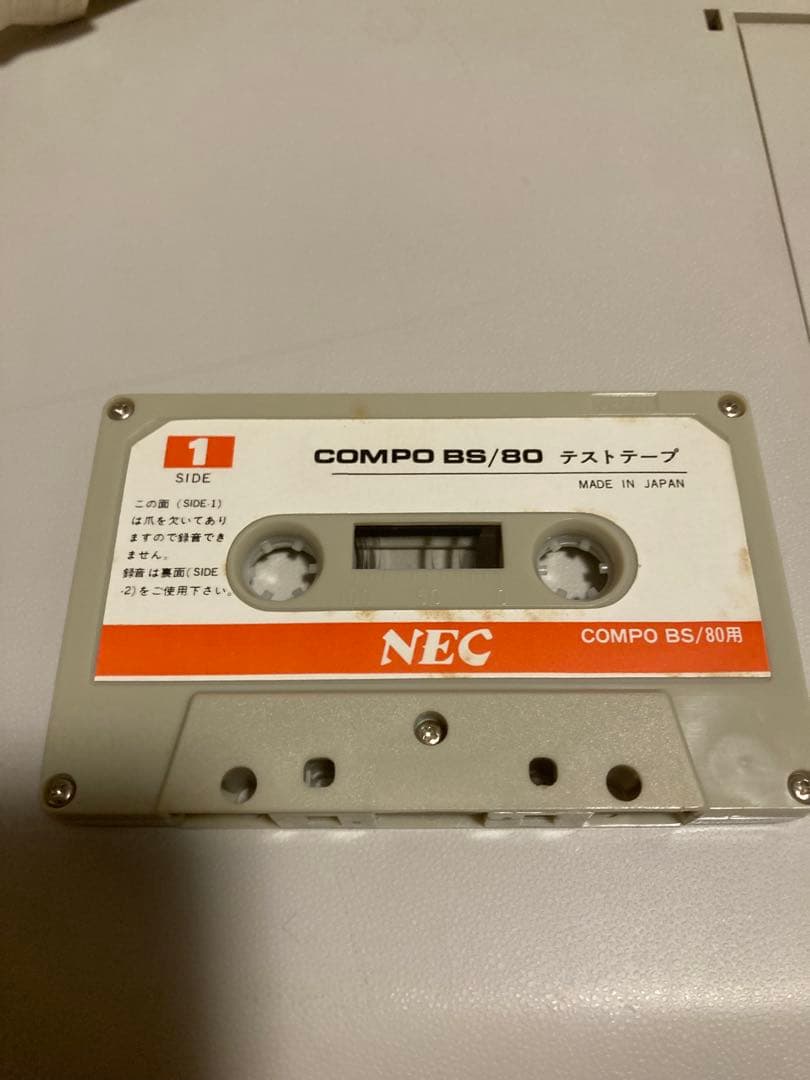 1
SIDE
COMPO BS/80 テストテープ
MADE IN JAPAN
この面 (SIDE-1)
は爪を欠いてあり
ますので録音でき
ません。
録音は裏面(SIDE
-2)をご使用下さい。
NEC
COMPO BS/80用